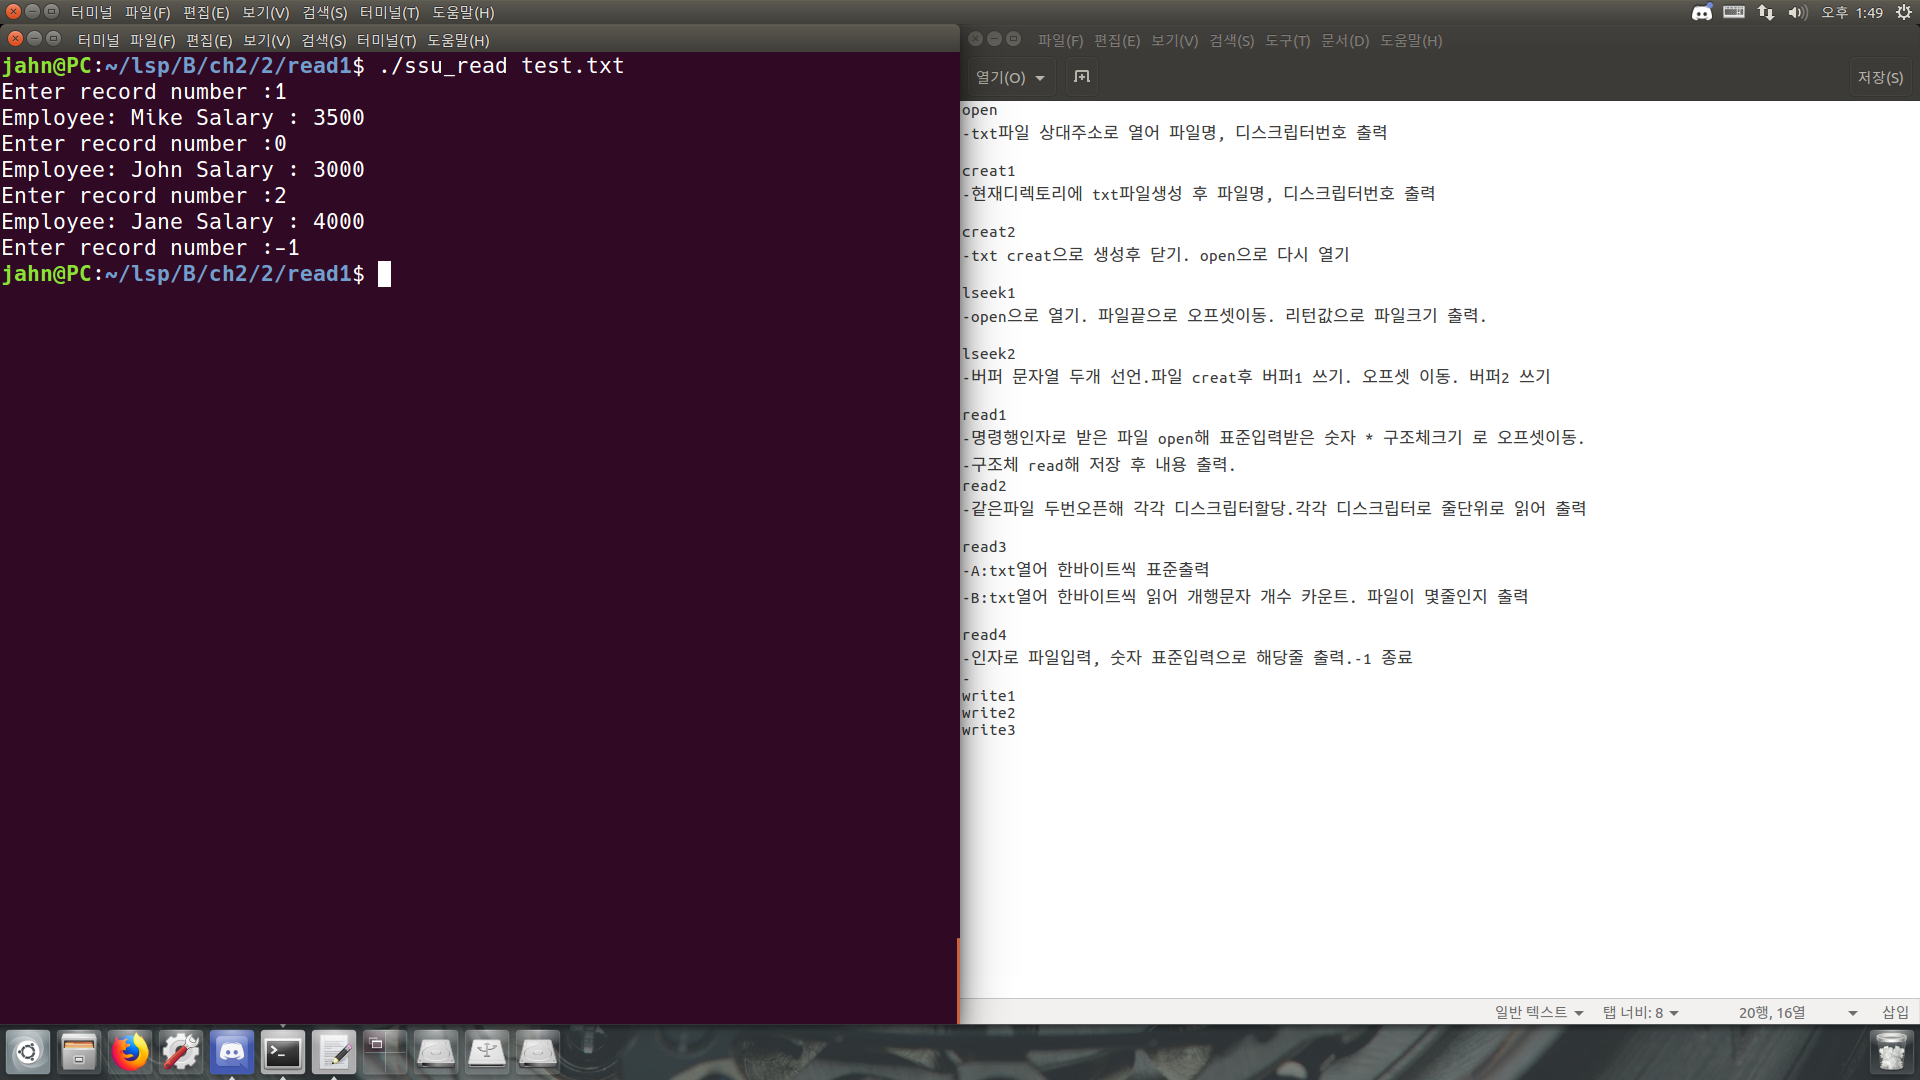 터미널 파일(F) 편집(E) 보기(V) 검색(S) 터미널(T) 도움말(H)
오후 1:49
터미널 파일(F) 편집(E) 보기(V) 검색(S) 터미널(T) 도움말(H)
jahn@PC:~/lsp/B/ch2/2/read1$ ./ssu_read test.txt
Enter record number :1
Employee: Mike Salary : 3500
Enter record number :0
Employee: John Salary : 3000
Enter record number :2
Employee: Jane Salary : 4000
Enter record number :-1
jahn@PC:~/lsp/B/ch2/2/read1$
파일(F) 편집(E) 보기(V) 검색(S) 도구(T) 문서(D) 도움말(H)
열기(O)
저장(S)
open
-txt파일 상대주소로 열어 파일명, 디스크립터번호 출력
creat1
-현재디렉토리에 txt파일생성 후 파일명, 디스크립터번호 출력
creat2
-txt creat으로 생성후 닫기. open으로 다시 열기
lseek1
-open으로 열기. 파일끝으로 오프셋이동. 리턴값으로 파일크기 출력.
lseek2
-버퍼 문자열 두개 선언.파일 creat후 버퍼1 쓰기. 오프셋 이동. 버퍼2 쓰기
read1
-명령행인자로 받은 파일 open해 표준입력받은 숫자 * 구조체크기 로 오프셋이동.
-구조체 read해 저장 후 내용 출력.
read2
-같은파일 두번오픈해 각각 디스크립터할당.각각 디스크립터로 줄단위로 읽어 출력
read3
-A:txt열어 한바이트씩 표준출력
-B:txt열어 한바이트씩 읽어 개행문자 개수 카운트. 파일이 몇줄인지 출력
read4
-인자로 파일입력, 숫자 표준입력으로 해당줄 출력.-1 종료
-
write1
write2
write3
일반 텍스트 탭 너비: 8 20행, 16열 삽입